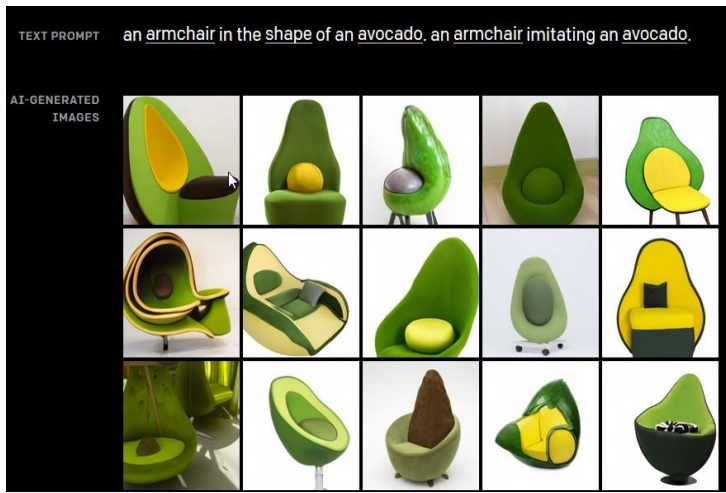 TEXT PROMPT
an armchair in the shape of an avocado. an armchair imitating an avocado.
AI-GENERATED
IMAGES